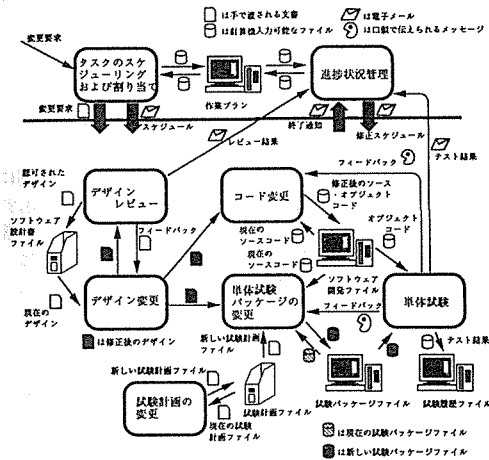 は手で渡される文書
は電子メール
は計算機入力可能なファイル
は口頭で伝えられるメッセージ
変更要求
タスクのスケ
ジューリング
および割り当て
作業プラン
進捗状況管理
変更要求
スケジュール
レビュー結果
終了通知
修正スケジュール
テスト結果
認可された
デザイン
デザイン
レビュー
フィードバック
コード変更
フィードバック
修正後のソース
・オブジェクト
コード
ソフトウェア
設計書
ファイル
現在の
ソースコード
現在の
ソースコード
オブジェクト
コード
現在の
デザイン
デザイン変更
は修正後のデザイン
単体試験
パッケージの
変更
ソフトウェア
開発ファイル
フィードバック
単体試験
新しい試験計画
ファイル
新しい試験計画ファイル
試験計画の
変更
現在の試験
計画ファイル
試験計画ファイル
試験パッケージファイル
テスト結果
試験履歴ファイル
は現在の試験パッケージファイル
は新しい試験パッケージファイル